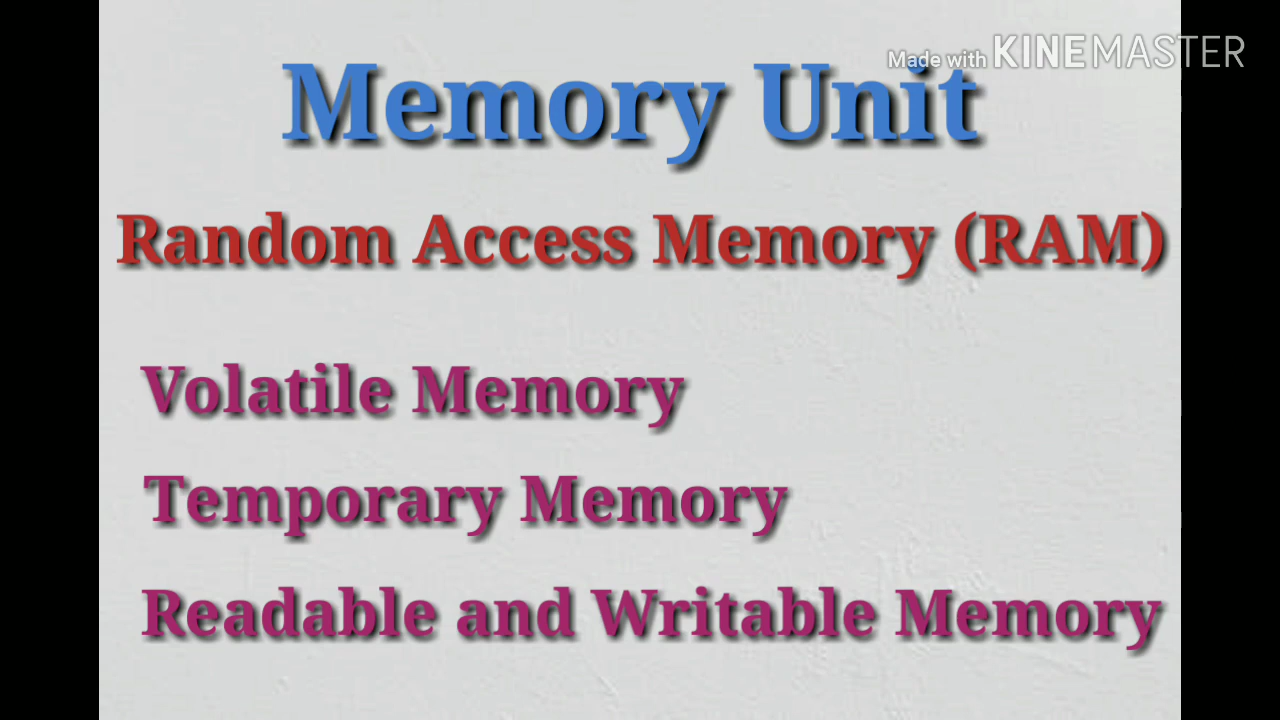 Made with KINEMASTER
Memory Unit
Random Access Memory (RAM)
Volatile Memory
Temporary Memory
Readable and Writable Memory